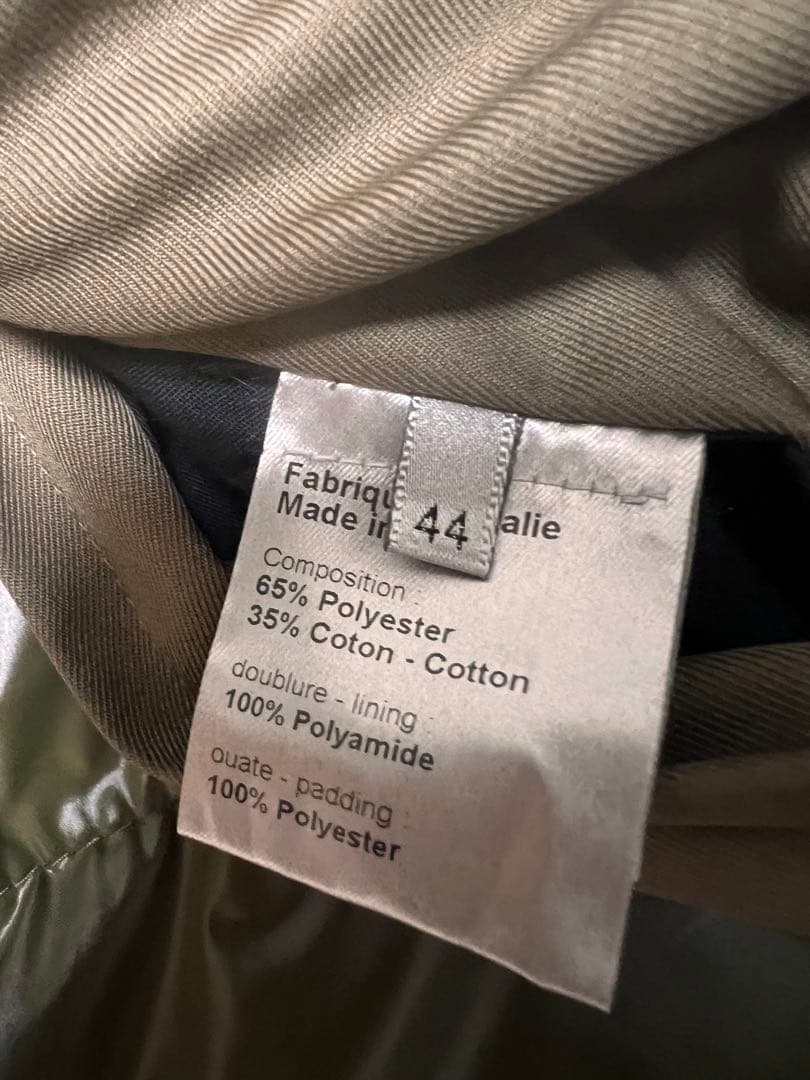 Fabriqu alie
Made in
44
Composition :
65% Polyester
35% Coton - Cotton
doublure - lining :
100% Polyamide
ouate - padding :
100% Polyester